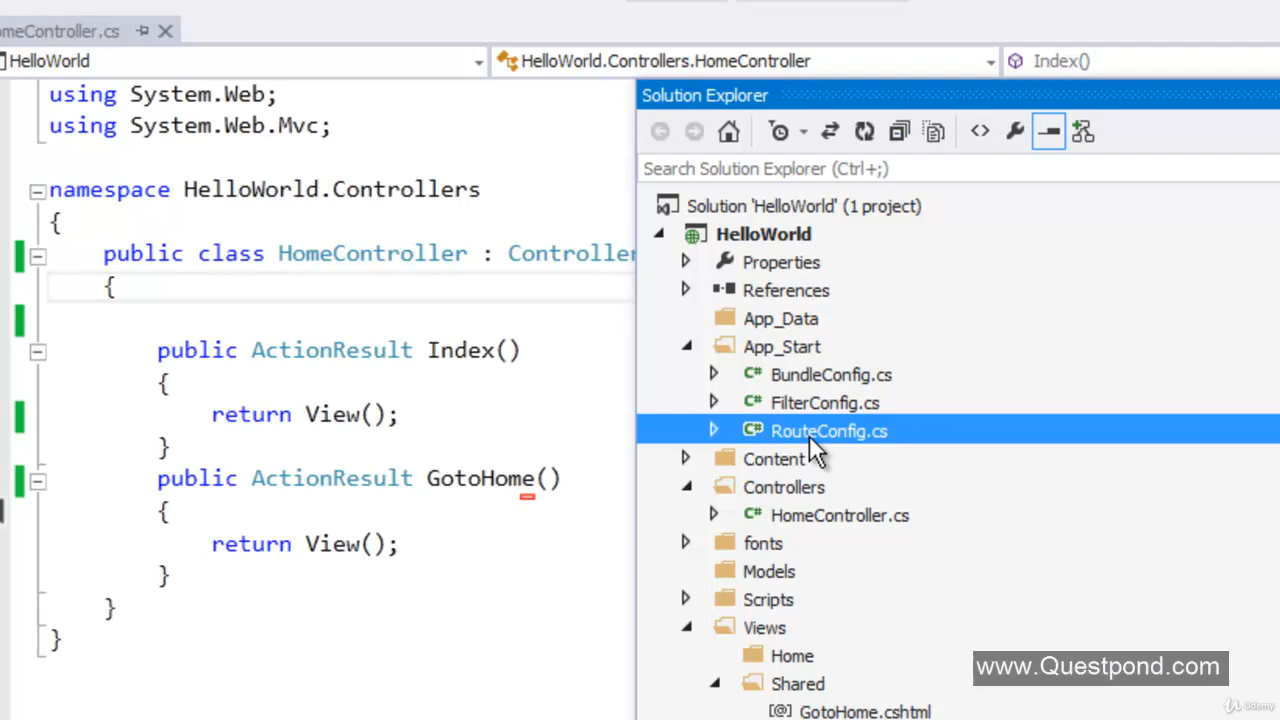 omeController.cs
HelloWorld
HelloWorld.Controllers.HomeController
Index()
using System.Web;
using System.Web.Mvc;
namespace HelloWorld.Controllers
{
public class HomeController : Controller
{
public ActionResult Index()
{
return View();
}
public ActionResult GotoHome()
{
return View();
}
}
}
Solution Explorer
Search Solution Explorer (Ctrl+;)
Solution 'HelloWorld' (1 project)
HelloWorld
Properties
References
App_Data
App_Start
C# BundleConfig.cs
C# FilterConfig.cs
C# RouteConfig.cs
Content
Controllers
C# HomeController.cs
fonts
Models
Scripts
Views
Home
Shared
[@] GotoHome.cshtml
www.Questpond.com
Udemy